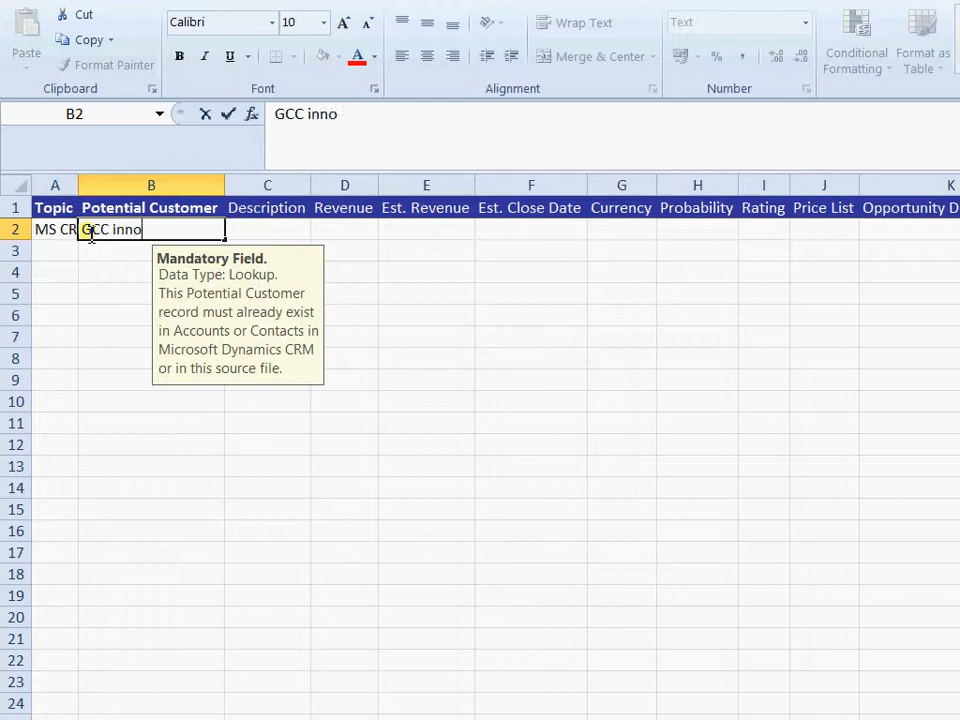 Cut
Calibri 10 Wrap Text Text
Copy
Paste
Format Painter B I U Merge & Center % , Conditional Formatting Format as Table
Clipboard Font Alignment Number
B2 fx GCC inno
A B C D E F G H I J K
1 Topic Potential Customer Description Revenue Est. Revenue Est. Close Date Currency Probability Rating Price List Opportunity D
2 MS CR GCC inno
3
Mandatory Field.
Data Type: Lookup.
4
This Potential Customer
5
record must already exist
6
in Accounts or Contacts in
7
Microsoft Dynamics CRM
8
or in this source file.
9
10
11
12
13
14
15
16
17
18
19
20
21
22
23
24